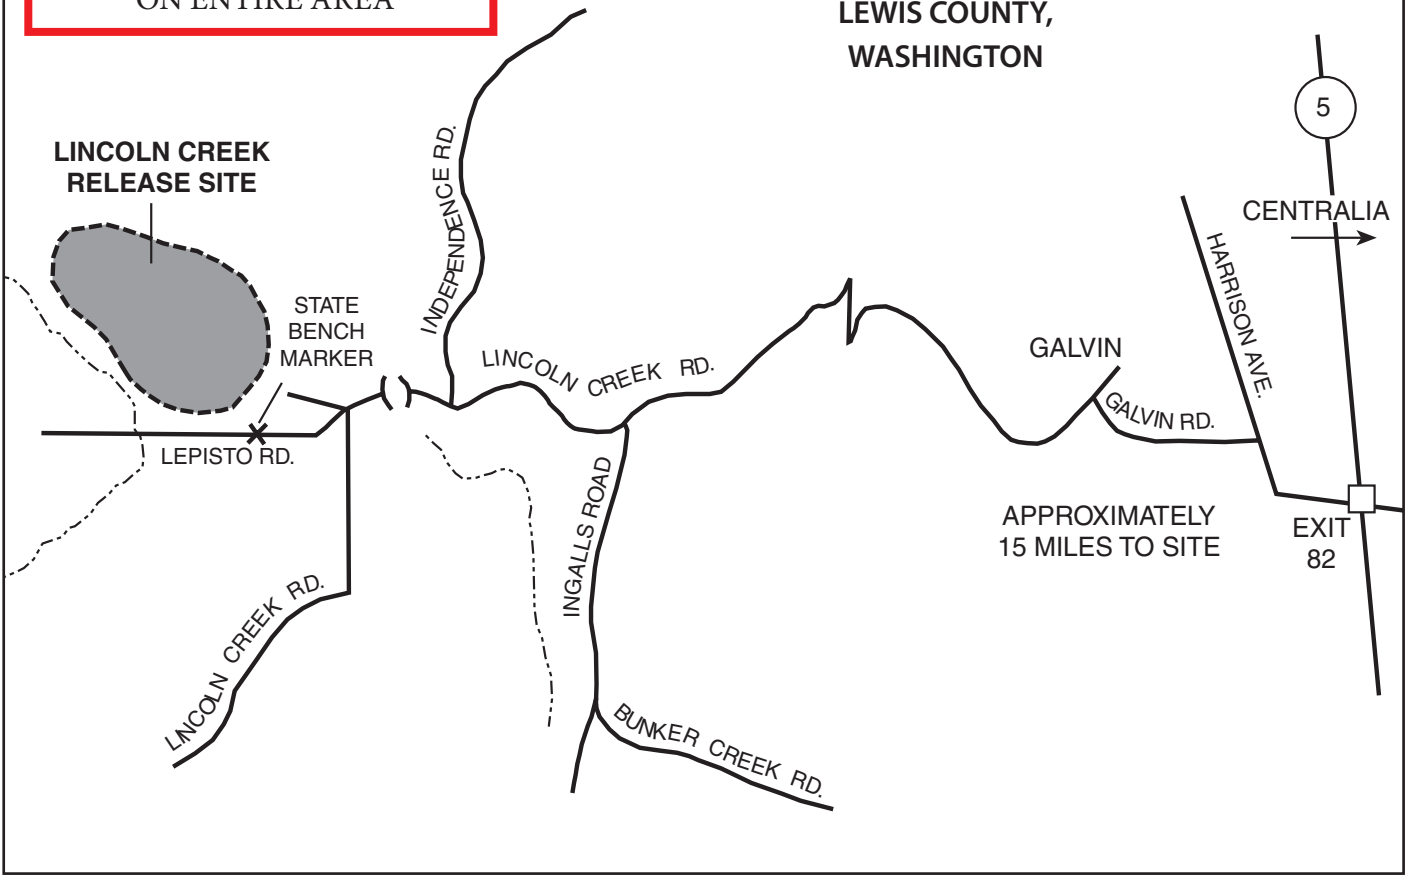 ON ENTIRE AREA
LEWIS COUNTY,
WASHINGTON
5
LINCOLN CREEK
RELEASE SITE
CENTRALIA
INDEPENDENCE RD.
HARRISON AVE.
STATE
BENCH
MARKER
LINCOLN CREEK RD.
GALVIN
GALVIN RD.
LEPISTO RD.
INGALLS ROAD
APPROXIMATELY
15 MILES TO SITE
EXIT
82
LINCOLN CREEK RD.
BUNKER CREEK RD.